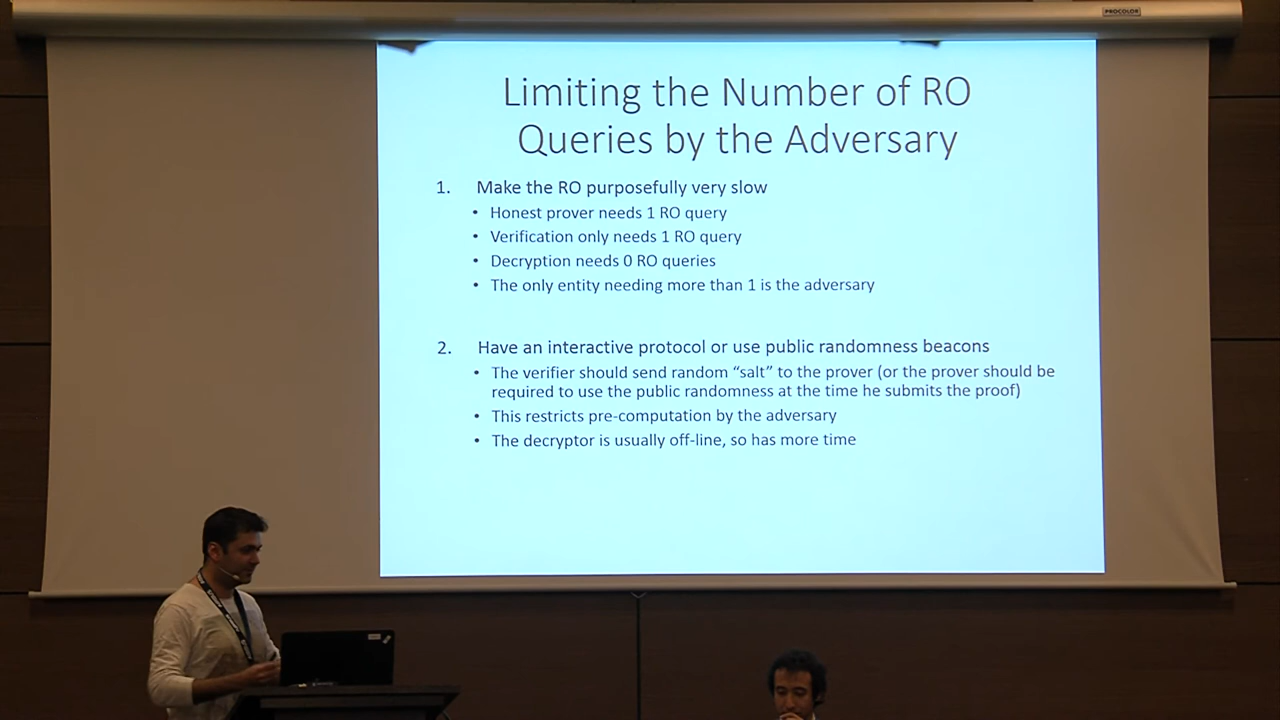 PROCOLOR
Limiting the Number of RO
Queries by the Adversary
1. Make the RO purposefully very slow
• Honest prover needs 1 RO query
• Verification only needs 1 RO query
• Decryption needs 0 RO queries
• The only entity needing more than 1 is the adversary
2. Have an interactive protocol or use public randomness beacons
• The verifier should send random “salt” to the prover (or the prover should be
required to use the public randomness at the time he submits the proof)
• This restricts pre-computation by the adversary
• The decryptor is usually off-line, so has more time